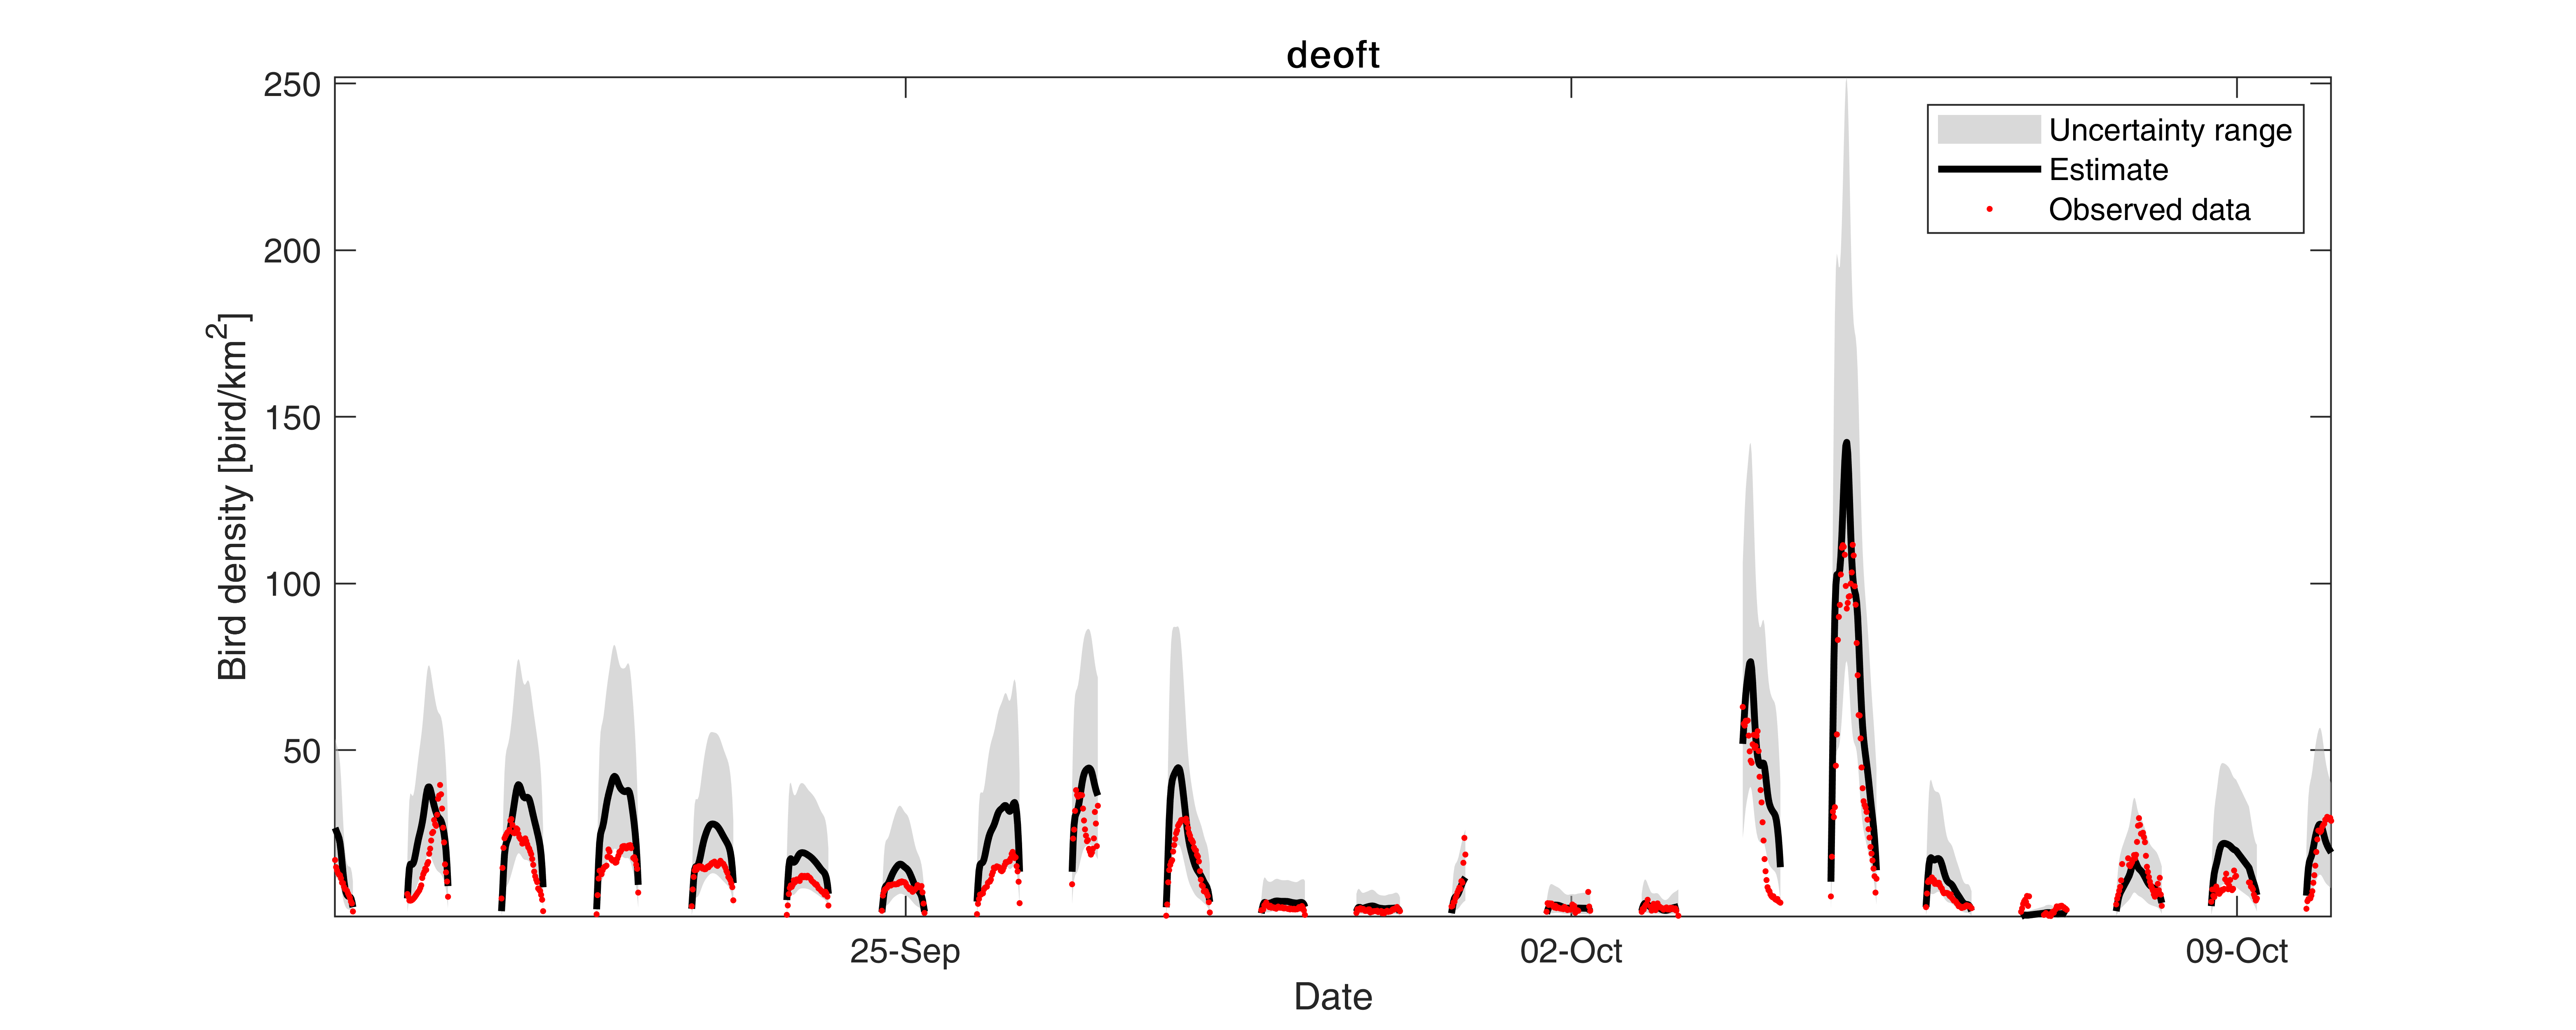 deoft
250
200
150
100
50
Bird density [bird/km²]
Uncertainty range
Estimate
Observed data
25-Sep
02-Oct
09-Oct
Date